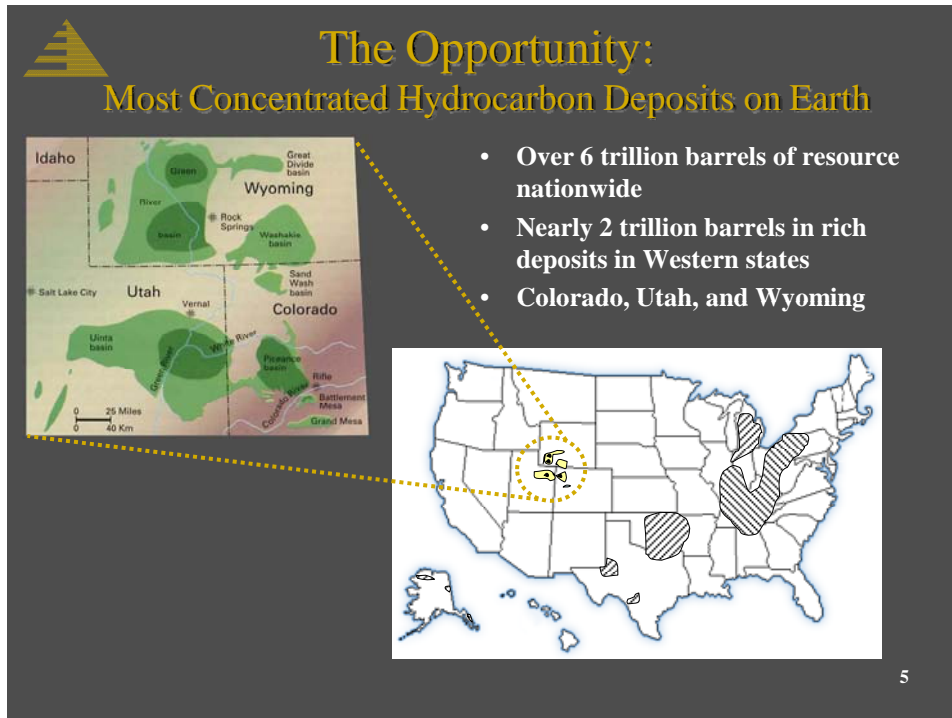 The Opportunity:
Most Concentrated Hydrocarbon Deposits on Earth
Idaho
Green
Great
Divide
basin
Wyoming
River
Rock
Springs
basin
Washakie
basin
Sand
Wash
basin
Salt Lake City
Utah
Vernal
Colorado
Uinta
basin
Green River
White River
Piceance
basin
Rifle
Battlement
Mesa
Colorado River
Grand Mesa
0 25 Miles
0 40 Km
• Over 6 trillion barrels of resource
nationwide
• Nearly 2 trillion barrels in rich
deposits in Western states
• Colorado, Utah, and Wyoming
5